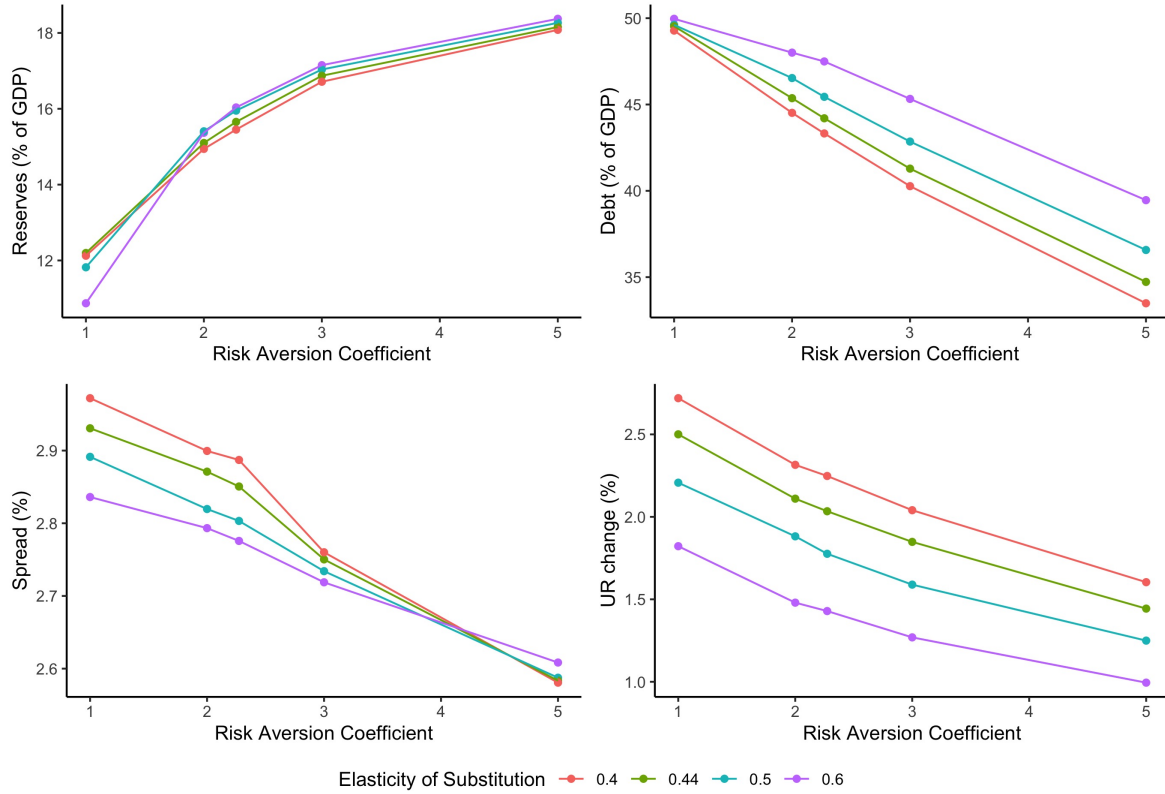 Reserves (% of GDP)
18
16
14
12
1 2 3 4 5
Risk Aversion Coefficient
Debt (% of GDP)
50
45
40
35
1 2 3 4 5
Risk Aversion Coefficient
Spread (%)
2.9
2.8
2.7
2.6
1 2 3 4 5
Risk Aversion Coefficient
UR change (%)
2.5
2.0
1.5
1.0
1 2 3 4 5
Risk Aversion Coefficient
Elasticity of Substitution 0.4 0.44 0.5 0.6